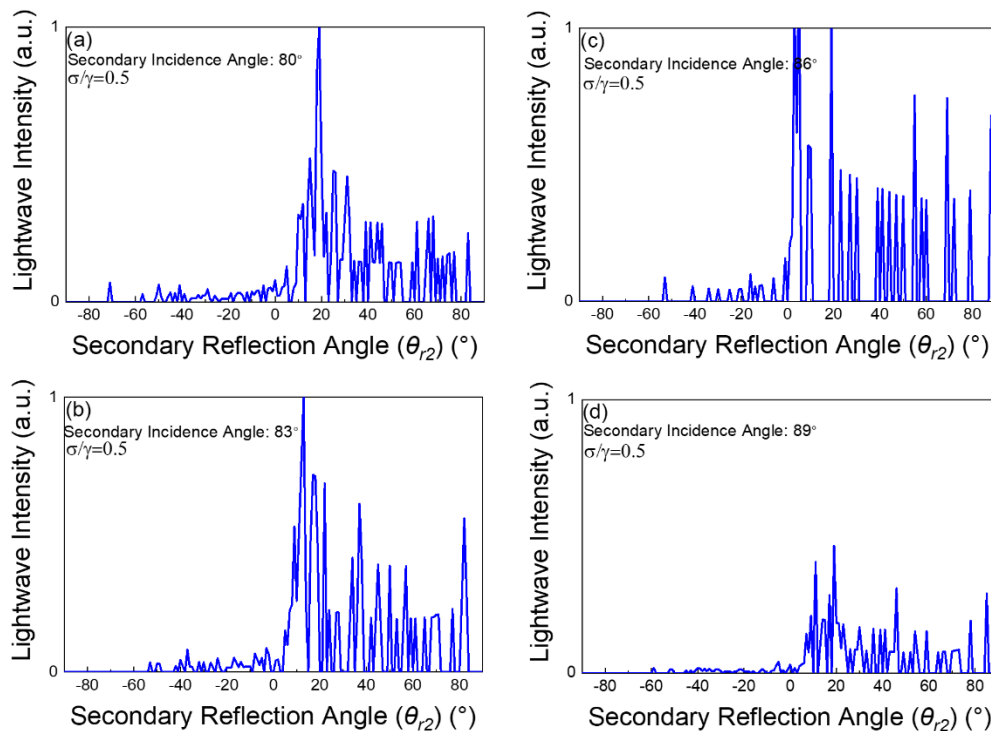 1
(a)
Secondary Incidence Angle: 80°
σ/γ=0.5
Lightwave Intensity (a.u.)
0
-80 -60 -40 -20 0 20 40 60 80
Secondary Reflection Angle (θr2) (°)
1
(c)
Secondary Incidence Angle: 86°
σ/γ=0.5
Lightwave Intensity (a.u.)
0
-80 -60 -40 -20 0 20 40 60 80
Secondary Reflection Angle (θr2) (°)
1
(b)
Secondary Incidence Angle: 83°
σ/γ=0.5
Lightwave Intensity (a.u.)
0
-80 -60 -40 -20 0 20 40 60 80
Secondary Reflection Angle (θr2) (°)
1
(d)
Secondary Incidence Angle: 89°
σ/γ=0.5
Lightwave Intensity (a.u.)
0
-80 -60 -40 -20 0 20 40 60 80
Secondary Reflection Angle (θr2) (°)